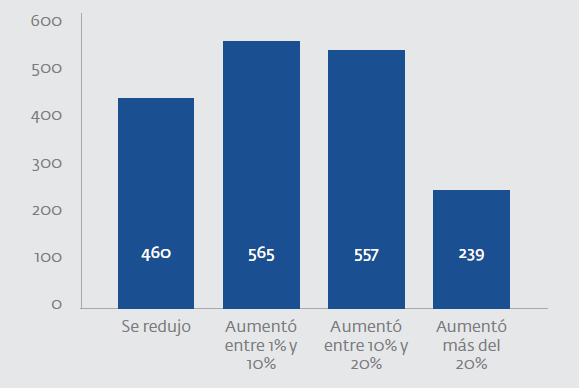 600
500
400
300
200
100
0
460
565
557
239
Se redujo
Aumentó
entre 1% y
10%
Aumentó
entre 10% y
20%
Aumentó
más del
20%